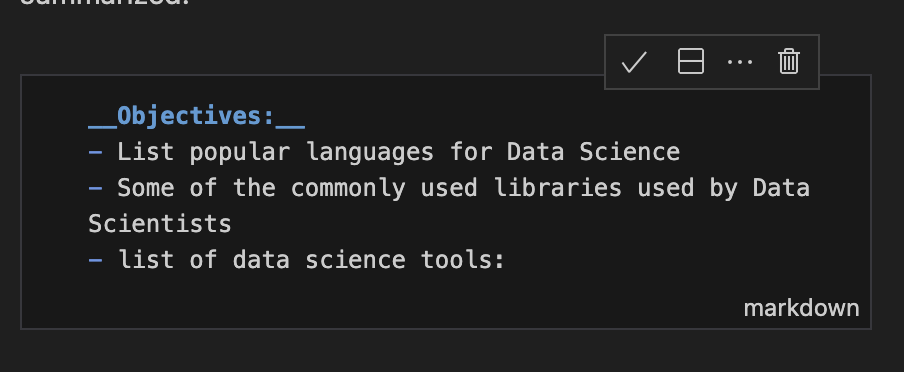 summarized.
__Objectives:__
- List popular languages for Data Science
- Some of the commonly used libraries used by Data
Scientists
- list of data science tools:
markdown